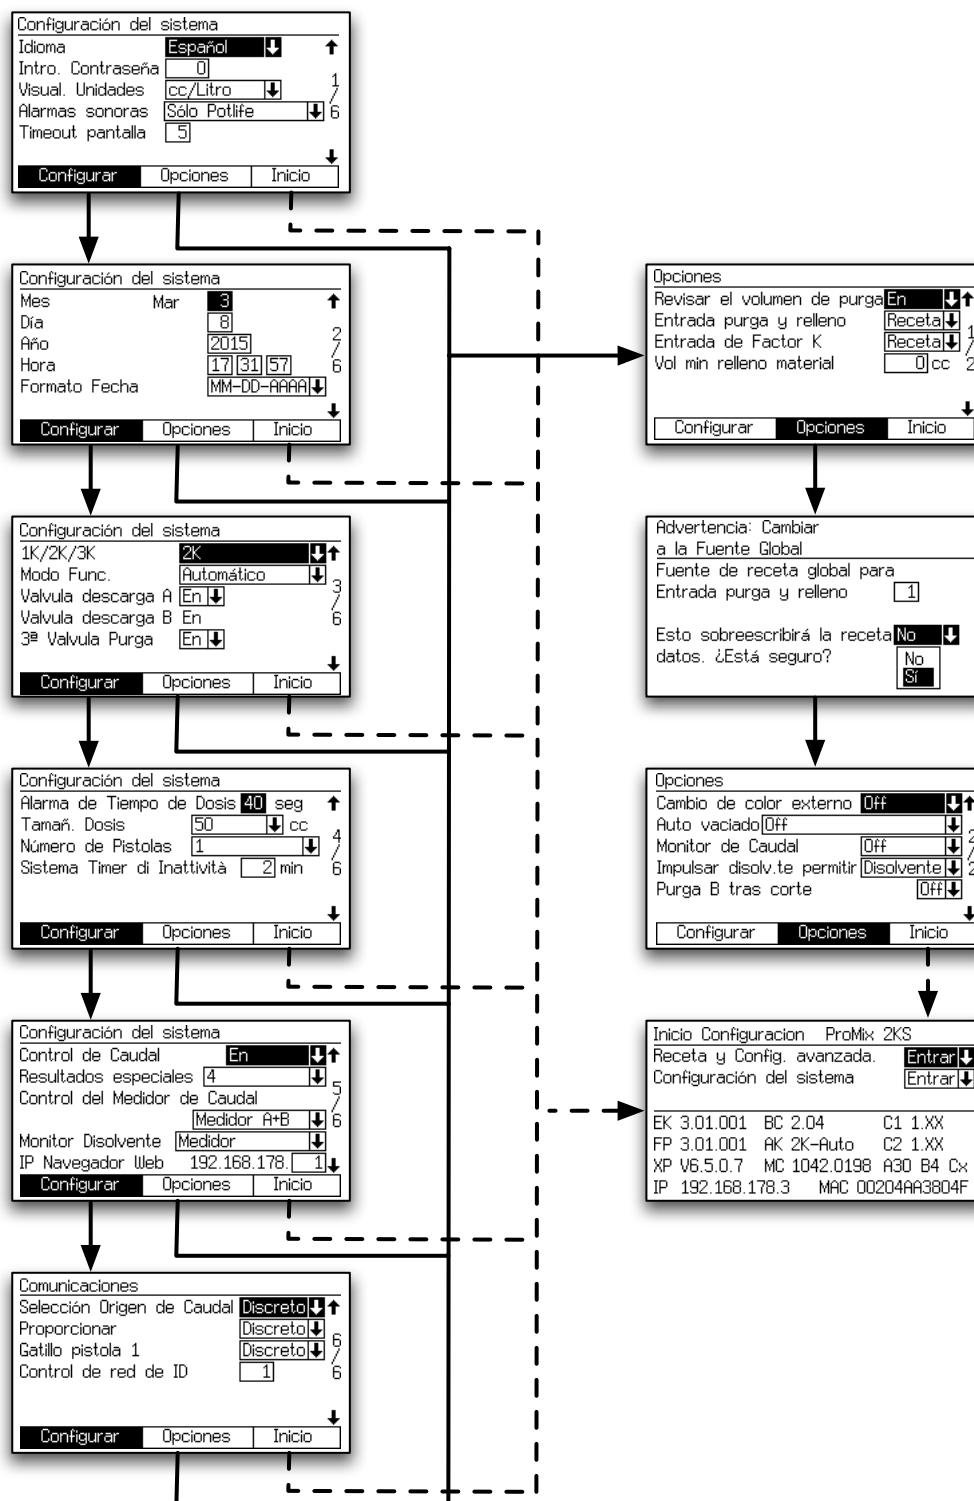 Configuración del sistema
Idioma Español
Intro. Contraseña 0
Visual. Unidades cc/Litro
Alarmas sonoras Sólo Potlife
Timeout pantalla 5
1/6
Configurar Opciones Inicio
Configuración del sistema
Mes Mar 3
Día 8
Año 2015
Hora 17 31 57
Formato Fecha MM-DD-AAAA
2/6
Configurar Opciones Inicio
Configuración del sistema
1K/2K/3K 2K
Modo Func. Automático
Valvula descarga A En
Valvula descarga B En
3ª Valvula Purga En
3/6
Configurar Opciones Inicio
Configuración del sistema
Alarma de Tiempo de Dosis 40 seg
Tamañ. Dosis 50 cc
Número de Pistolas 1
Sistema Timer di Inattività 2 min
4/6
Configurar Opciones Inicio
Configuración del sistema
Control de Caudal En
Resultados especiales 4
Control del Medidor de Caudal
Medidor A+B
Monitor Disolvente Medidor
IP Navegador Web 192.168.178. 1
5/6
Configurar Opciones Inicio
Comunicaciones
Selección Origen de Caudal Discreto
Proporcionar Discreto
Gatillo pistola 1 Discreto
Control de red de ID 1
6/6
Configurar Opciones Inicio
Opciones
Revisar el volumen de purga En
Entrada purga y relleno Receta
Entrada de Factor K Receta
Vol min relleno material 0 cc
1/2
Configurar Opciones Inicio
Advertencia: Cambiar
a la Fuente Global
Fuente de receta global para
Entrada purga y relleno 1
Esto sobreescribirá la receta No
datos. ¿Está seguro?
No
Sí
Opciones
Cambio de color externo Off
Auto vaciado Off
Monitor de Caudal Off
Impulsar disolv.te permitir Disolvente
Purga B tras corte Off
2/2
Configurar Opciones Inicio
Inicio Configuracion ProMix 2KS
Receta y Config. avanzada. Entrar
Configuración del sistema Entrar
EK 3.01.001 BC 2.04 C1 1.XX
FP 3.01.001 AK 2K-Auto C2 1.XX
XP V6.5.0.7 MC 1042.0198 A30 B4 Cx
IP 192.168.178.3 MAC 00204AA3804F